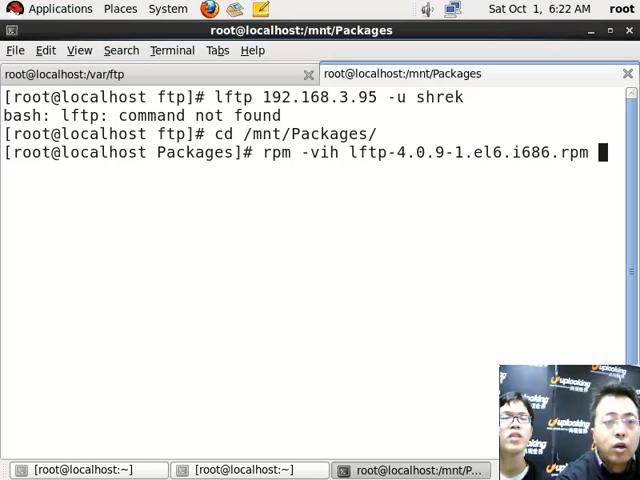 Applications Places System Sat Oct 1, 6:22 AM root
root@localhost:/mnt/Packages
File Edit View Search Terminal Tabs Help
root@localhost:/var/ftp
root@localhost:/mnt/Packages
[root@localhost ftp]# lftp 192.168.3.95 -u shrek
bash: lftp: command not found
[root@localhost ftp]# cd /mnt/Packages/
[root@localhost Packages]# rpm -vih lftp-4.0.9-1.el6.i686.rpm
uplooking
uplooking
[root@localhost:~]
[root@localhost:~]
root@localhost:/mnt/P...